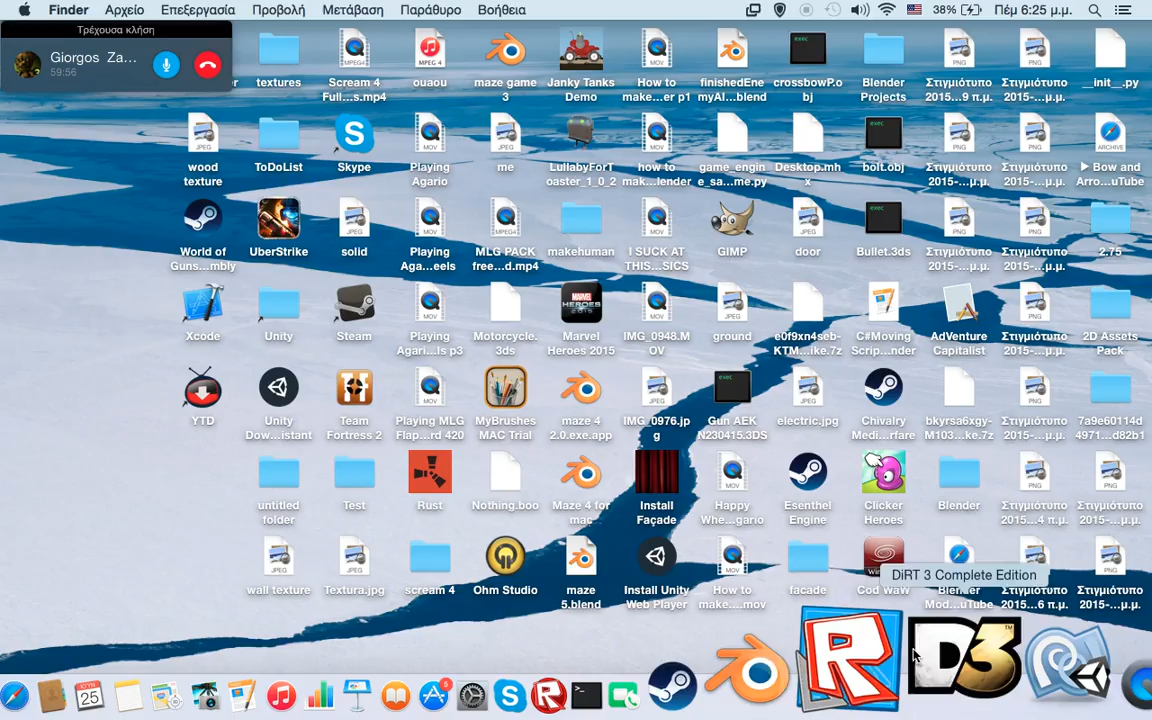 Finder Αρχείο Επεξεργασία Προβολή Μετάβαση Παράθυρο Βοήθεια 38% Πέμ 6:25 μ.μ.
Τρέχουσα κλήση
Giorgos Za...
59:56
textures
Scream 4
Full...s.mp4
ouaou
maze game
3
Janky Tanks
Demo
How to
make...er p1
finishedEne
myAI...blend
crossbowP.o
bj
Blender
Projects
Στιγμιότυπο
2015...9 π.μ.
Στιγμιότυπο
2015-...μ.μ.
__init__.py
wood
texture
ToDoList
Skype
Playing
Agario
me
LullabyForT
oaster_1_0_2
how to
mak...lender
game_engin
e_sa...me.py
Desktop.mh
x
bolt.obj
Στιγμιότυπο
2015-...μ.μ.
Στιγμιότυπο
2015-...μ.μ.
▶ Bow and
Arro...uTube
World of
Guns...mbly
UberStrike
solid
Playing
Aga...eels
MLG PACK
free...d.mp4
makehuman
I SUCK AT
THIS...SICS
GIMP
door
Bullet.3ds
Στιγμιότυπο
2015-...μ.μ.
Στιγμιότυπο
2015-...μ.μ.
2.75
Xcode
Unity
Steam
Playing
Agari...ls p3
Motorcycle.
3ds
Marvel
Heroes 2015
IMG_0948.M
OV
ground
e0f9xn4seb-
KTM...ike.7z
C#Moving
Scrip...nder
AdVenture
Capitalist
Στιγμιότυπο
2015-...μ.μ.
2D Assets
Pack
YTD
Unity
Dow...istant
Team
Fortress 2
Playing MLG
Flap...rd 420
MyBrushes
MAC Trial
maze 4
2.0.exe.app
IMG_0976.jp
g
Gun AEK
N230415.3DS
electric.jpg
Chivalry
Medi...rfare
bkyrsa6xgy-
M103...ke.7z
Στιγμιότυπο
2015-...μ.μ.
7a9e60114d
4971...d82b1
untitled
folder
Test
Rust
Nothing.boo
Maze 4 for
mac
Install
Façade
Happy
Whe...gario
Esenthel
Engine
Clicker
Heroes
Blender
Στιγμιότυπο
2015...4 π.μ.
Στιγμιότυπο
2015-...μ.μ.
wall texture
Textura.jpg
scream 4
Ohm Studio
maze
5.blend
Install Unity
Web Player
How to
make....mov
facade
Cod WaW
Blender
Mod...uTube
Στιγμιότυπο
2015...6 π.μ.
Στιγμιότυπο
2015-...μ.μ.
DiRT 3 Complete Edition
25
5
R
D3